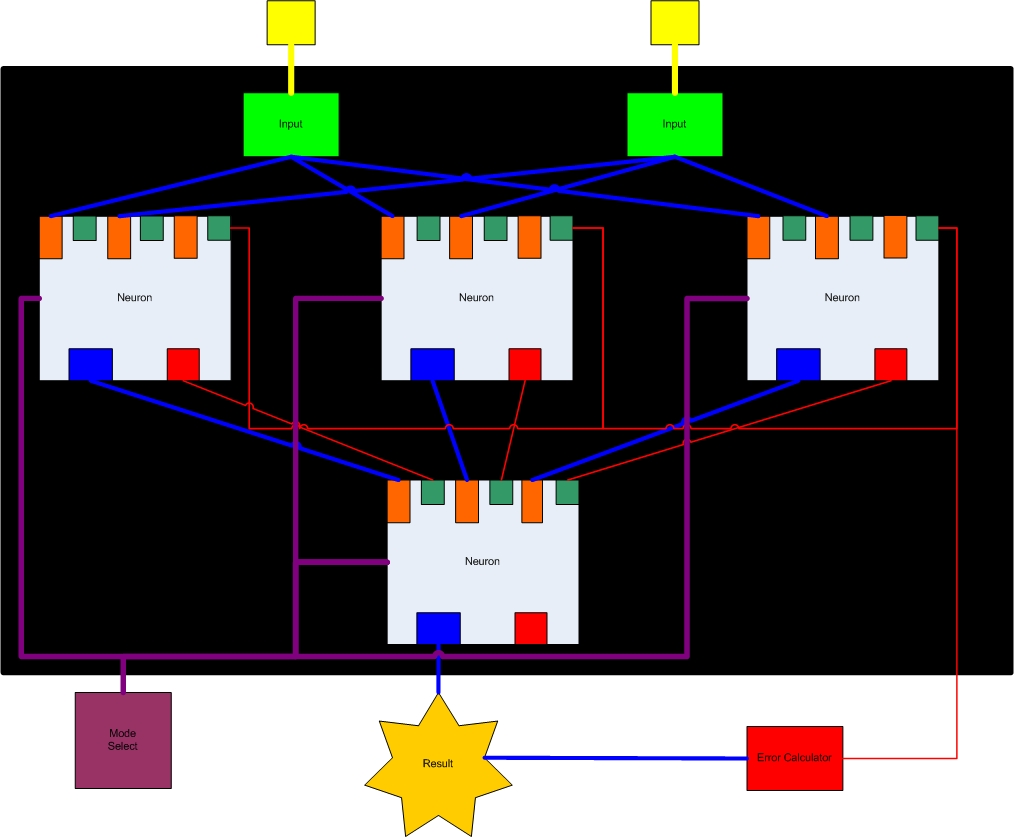 Input
Input
Neuron
Neuron
Neuron
Neuron
Mode
Select
Result
Error Calculator